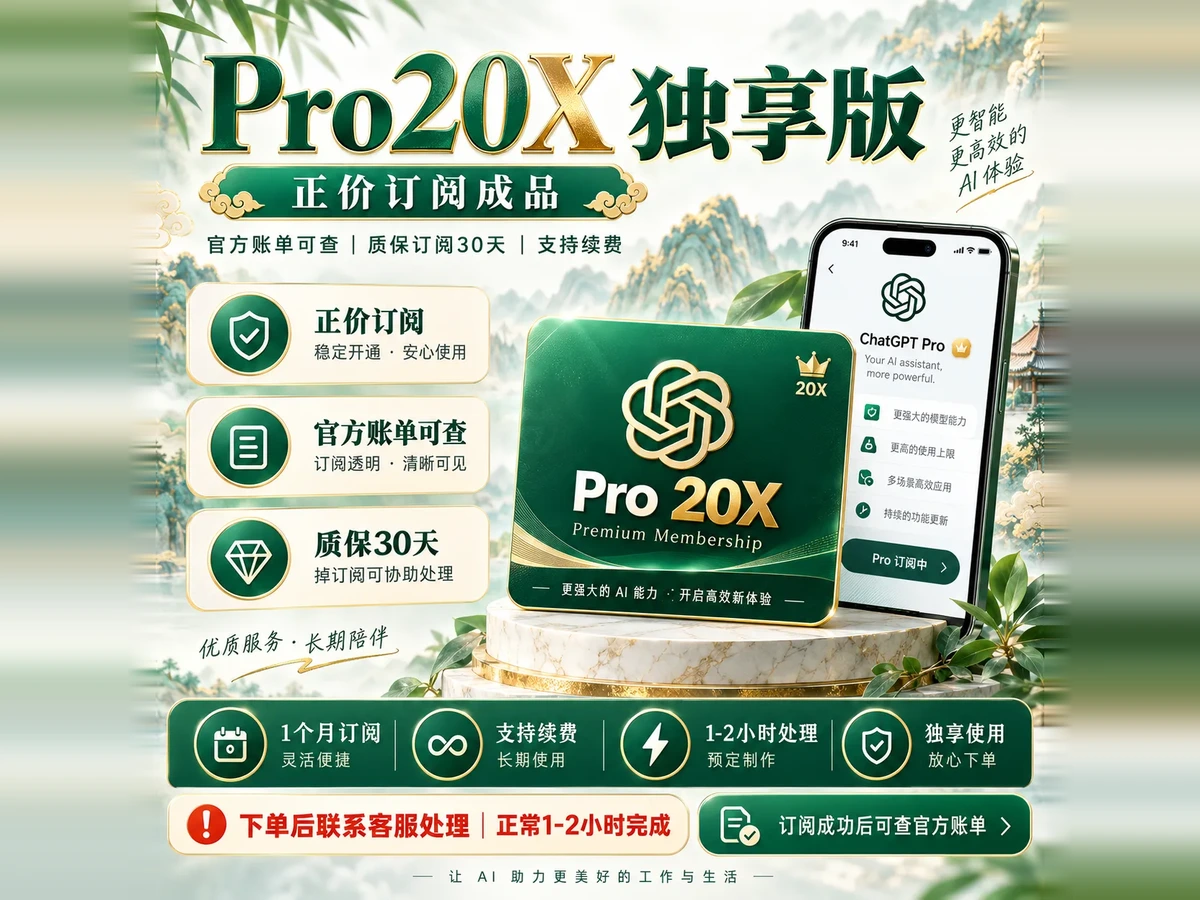 Pro20X 独享版
更智能
更高效的
AI 体验
正价订阅成品
官方账单可查 | 质保订阅30天 | 支持续费
正价订阅
稳定开通 · 安心使用
官方账单可查
订阅透明 · 清晰可见
质保30天
掉订阅可协助处理
优质服务 · 长期陪伴
20X
Pro 20X
Premium Membership
更强大的 AI 能力 · 开启高效新体验
9:41
ChatGPT Pro
Your AI assistant,
more powerful.
更强大的模型能力
更高的使用上限
多场景高效应用
持续的功能更新
Pro 订阅中
1个月订阅
灵活便捷
支持续费
长期使用
1-2小时处理
预定制作
独享使用
放心下单
下单后联系客服处理 | 正常1-2小时完成
订阅成功后可查官方账单
让 AI 助力更美好的工作与生活